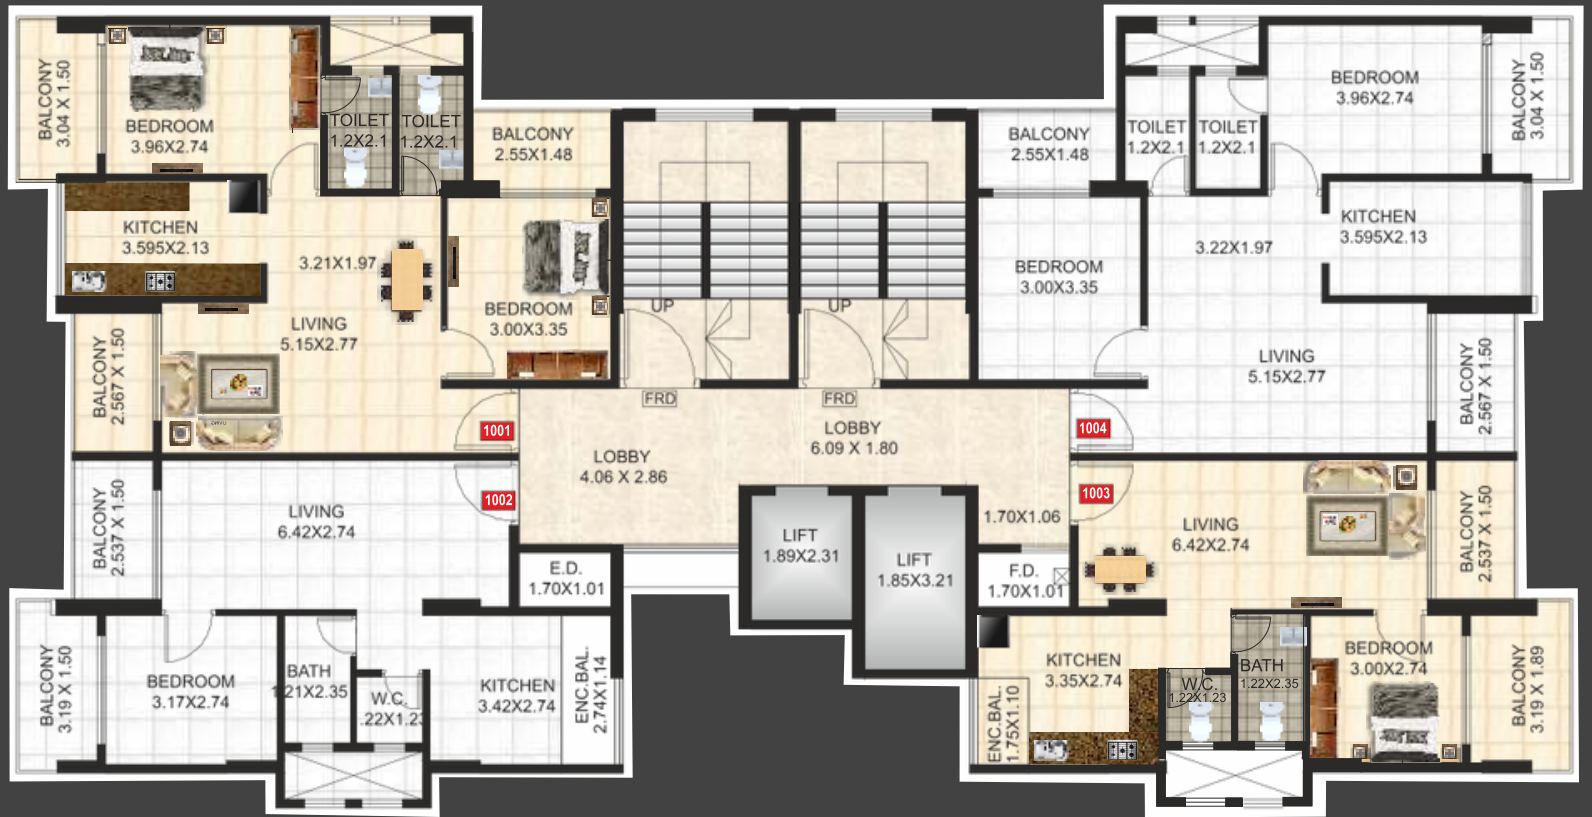 BALCONY
3.04 X 1.50
BEDROOM
3.96X2.74
TOILET
1.2X2.1
TOILET
1.2X2.1
BALCONY
2.55X1.48
KITCHEN
3.595X2.13
3.21X1.97
BEDROOM
3.00X3.35
LIVING
5.15X2.77
BALCONY
2.567 X 1.50
1001
UP
UP
FRD
FRD
LOBBY
4.06 X 2.86
LOBBY
6.09 X 1.80
BALCONY
2.55X1.48
TOILET
1.2X2.1
TOILET
1.2X2.1
BEDROOM
3.96X2.74
BALCONY
3.04 X 1.50
BEDROOM
3.00X3.35
3.22X1.97
KITCHEN
3.595X2.13
LIVING
5.15X2.77
BALCONY
2.567 X 1.50
1004
1002
LIVING
6.42X2.74
BALCONY
2.537 X 1.50
E.D.
1.70X1.01
BALCONY
3.19 X 1.50
BEDROOM
3.17X2.74
BATH
1.21X2.35
W.C.
.22X1.23
KITCHEN
3.42X2.74
ENC.BAL.
2.74X1.14
LIFT
1.89X2.31
LIFT
1.85X3.21
1.70X1.06
F.D.
1.70X1.01
1003
LIVING
6.42X2.74
BALCONY
2.537 X 1.50
KITCHEN
3.35X2.74
ENC.BAL.
1.75X1.10
W.C.
1.22X1.23
BATH
1.22X2.35
BEDROOM
3.00X2.74
BALCONY
3.19 X 1.89